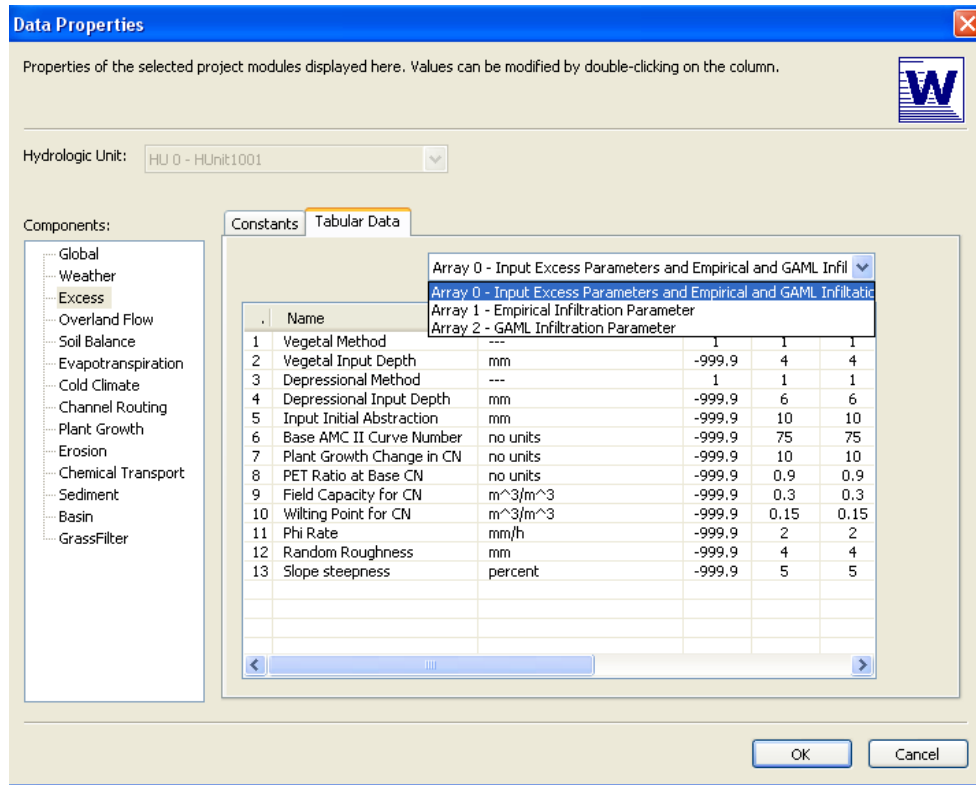 Data Properties
Properties of the selected project modules displayed here. Values can be modified by double-clicking on the column.
W
Hydrologic Unit: HU 0 - HUnit1001
Components:
Global
Weather
Excess
Overland Flow
Soil Balance
Evapotranspiration
Cold Climate
Channel Routing
Plant Growth
Erosion
Chemical Transport
Sediment
Basin
GrassFilter
Constants Tabular Data
Array 0 - Input Excess Parameters and Empirical and GAML Infil
Array 0 - Input Excess Parameters and Empirical and GAML Infiltatic
Array 1 - Empirical Infiltration Parameter
Array 2 - GAML Infiltration Parameter
. Name
1 Vegetal Method --- 1 1 1
2 Vegetal Input Depth mm -999.9 4 4
3 Depressional Method --- 1 1 1
4 Depressional Input Depth mm -999.9 6 6
5 Input Initial Abstraction mm -999.9 10 10
6 Base AMC II Curve Number no units -999.9 75 75
7 Plant Growth Change in CN no units -999.9 10 10
8 PET Ratio at Base CN no units -999.9 0.9 0.9
9 Field Capacity for CN m^3/m^3 -999.9 0.3 0.3
10 Wilting Point for CN m^3/m^3 -999.9 0.15 0.15
11 Phi Rate mm/h -999.9 2 2
12 Random Roughness mm -999.9 4 4
13 Slope steepness percent -999.9 5 5
OK Cancel